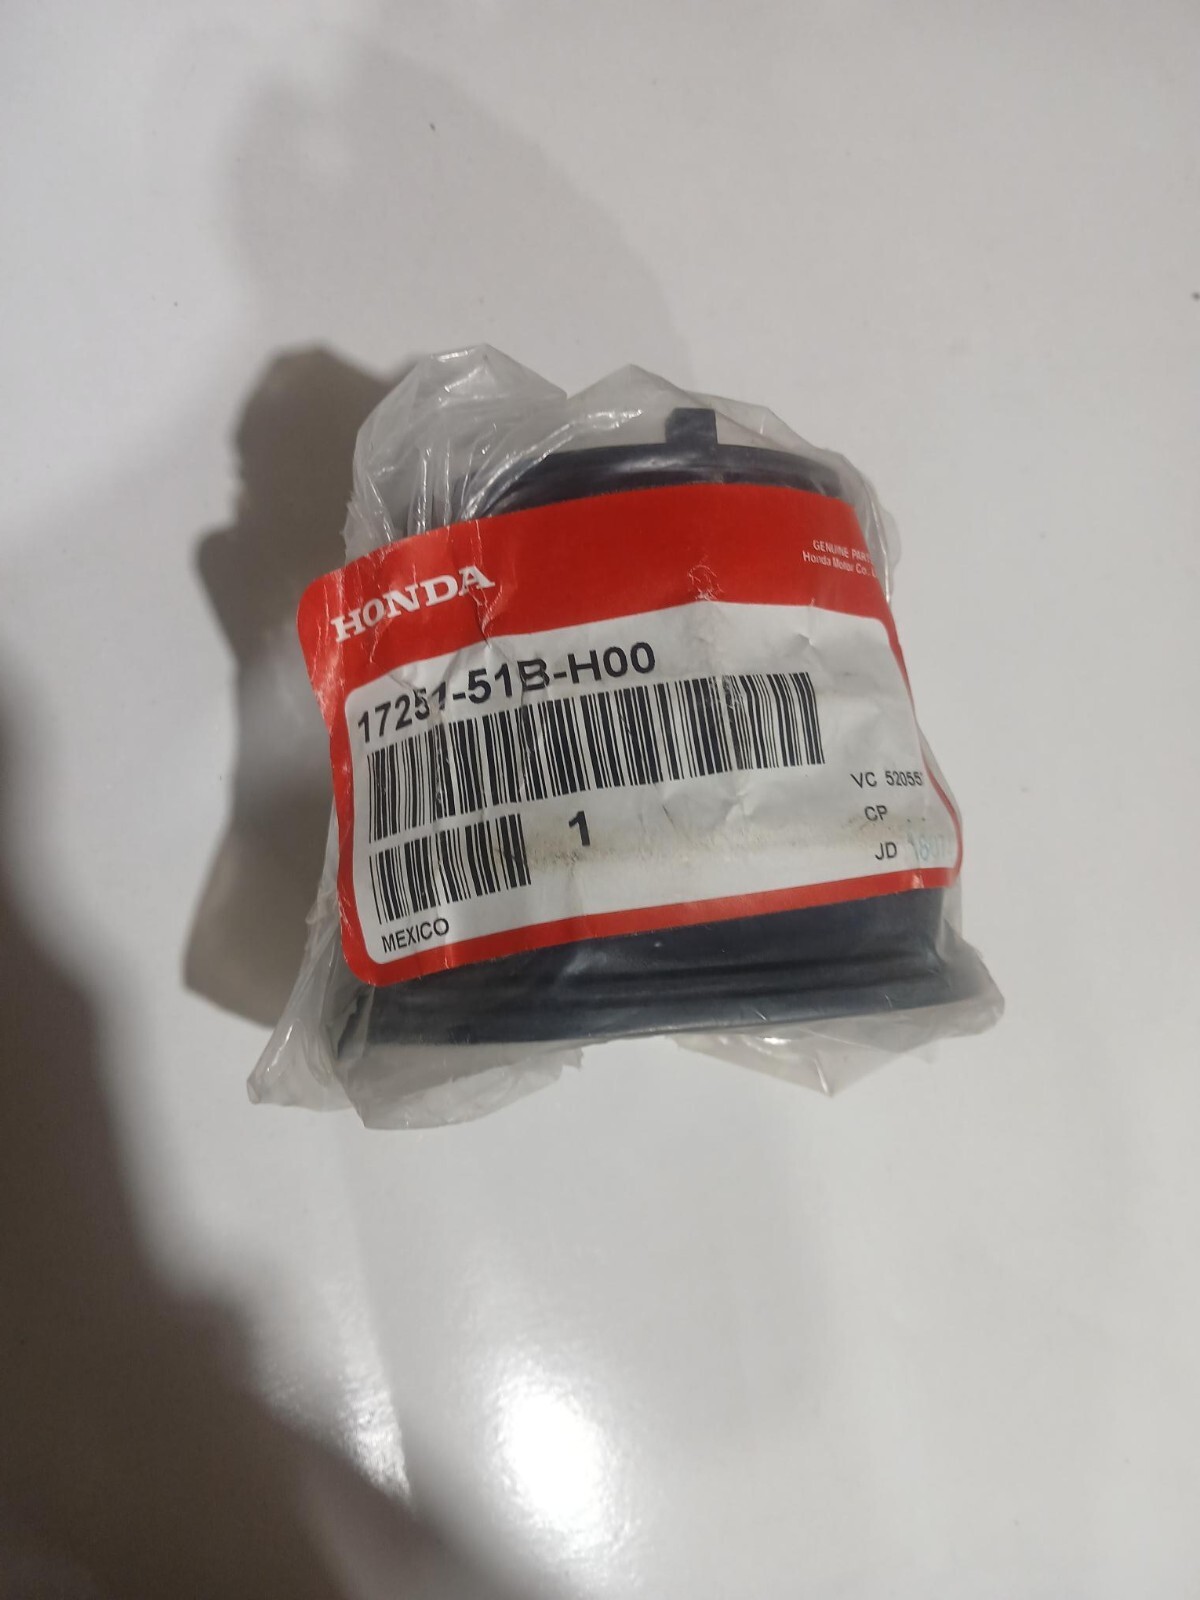 HONDA
GENUINE PARTS
Honda Motor Co.,
17251-51B-H00
1
VC 52055
CP
JD
MEXICO